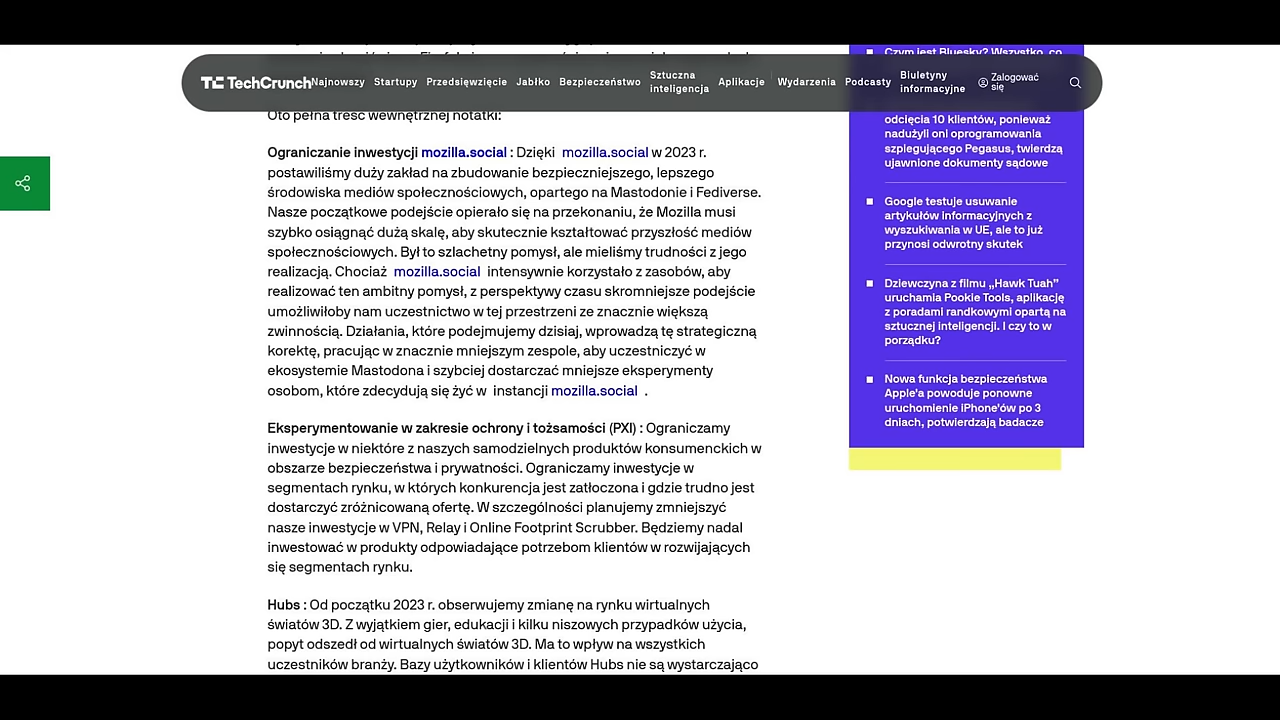 TechCrunch
Najnowszy
Startupy
Przedsięwzięcie
Jabłko
Bezpieczeństwo
Sztuczna
inteligencja
Aplikacje
Wydarzenia
Podcasty
Biuletyny
informacyjne
Zalogować
się
Oto pełna treść wewnętrznej notatki:
Ograniczanie inwestycji mozilla.social : Dzięki mozilla.social w 2023 r.
postawiliśmy duży zakład na zbudowanie bezpieczniejszego, lepszego
środowiska mediów społecznościowych, opartego na Mastodonie i Fediverse.
Nasze początkowe podejście opierało się na przekonaniu, że Mozilla musi
szybko osiągnąć dużą skalę, aby skutecznie kształtować przyszłość mediów
społecznościowych. Był to szlachetny pomysł, ale mieliśmy trudności z jego
realizacją. Chociaż mozilla.social intensywnie korzystało z zasobów, aby
realizować ten ambitny pomysł, z perspektywy czasu skromniejsze podejście
umożliwiłoby nam uczestnictwo w tej przestrzeni ze znacznie większą
zwinnością. Działania, które podejmujemy dzisiaj, wprowadzą tę strategiczną
korektę, pracując w znacznie mniejszym zespole, aby uczestniczyć w
ekosystemie Mastodona i szybciej dostarczać mniejsze eksperymenty
osobom, które zdecydują się żyć w instancji mozilla.social .
Eksperymentowanie w zakresie ochrony i tożsamości (PXI) : Ograniczamy
inwestycje w niektóre z naszych samodzielnych produktów konsumenckich w
obszarze bezpieczeństwa i prywatności. Ograniczamy inwestycje w
segmentach rynku, w których konkurencja jest zatłoczona i gdzie trudno jest
dostarczyć zróżnicowaną ofertę. W szczególności planujemy zmniejszyć
nasze inwestycje w VPN, Relay i Online Footprint Scrubber. Będziemy nadal
inwestować w produkty odpowiadające potrzebom klientów w rozwijających
się segmentach rynku.
Hubs : Od początku 2023 r. obserwujemy zmianę na rynku wirtualnych
światów 3D. Z wyjątkiem gier, edukacji i kilku niszowych przypadków użycia,
popyt odszedł od wirtualnych światów 3D. Ma to wpływ na wszystkich
uczestników branży. Bazy użytkowników i klientów Hubs nie są wystarczająco
Czym jest Bluesky? Wszystko, co
odcięcia 10 klientów, ponieważ
nadużyli oni oprogramowania
szpiegującego Pegasus, twierdzą
ujawnione dokumenty sądowe
Google testuje usuwanie
artykułów informacyjnych z
wyszukiwania w UE, ale to już
przynosi odwrotny skutek
Dziewczyna z filmu „Hawk Tuah”
uruchamia Pookie Tools, aplikację
z poradami randkowymi opartą na
sztucznej inteligencji. I czy to w
porządku?
Nowa funkcja bezpieczeństwa
Apple'a powoduje ponowne
uruchomienie iPhone'ów po 3
dniach, potwierdzają badacze